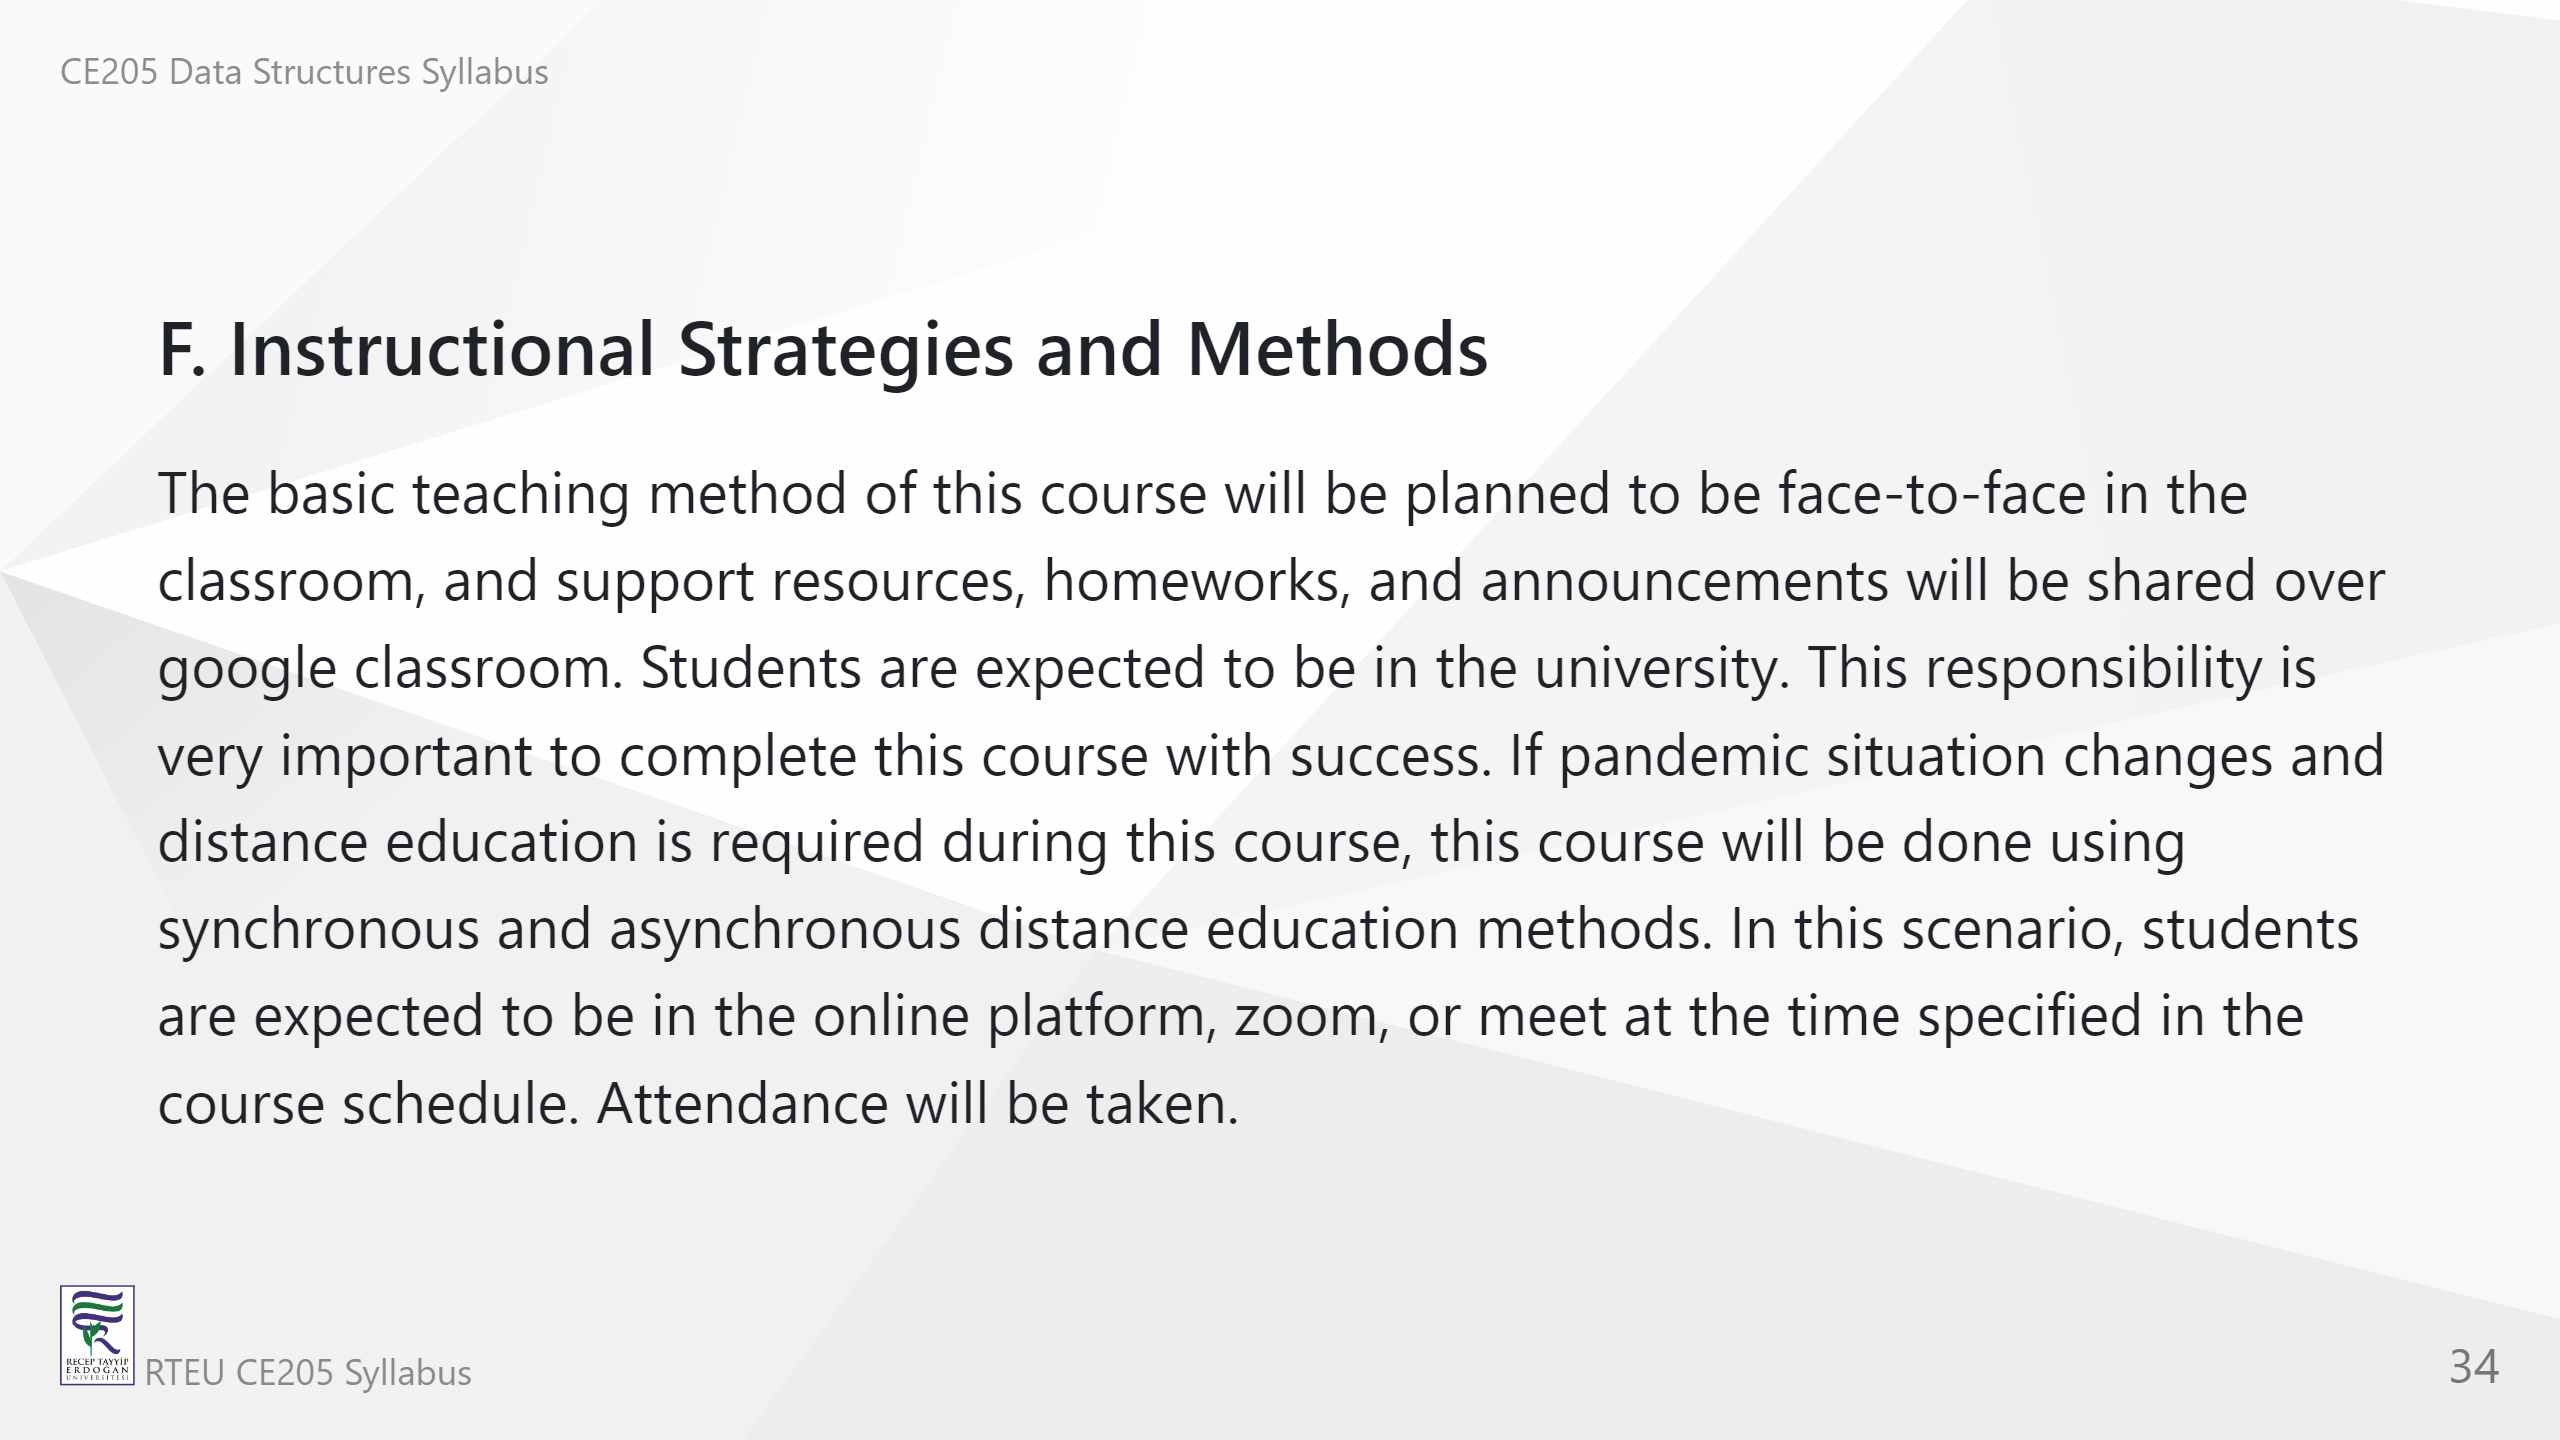 CE205 Data Structures Syllabus
F. Instructional Strategies and Methods
The basic teaching method of this course will be planned to be face-to-face in the
classroom, and support resources, homeworks, and announcements will be shared over
google classroom. Students are expected to be in the university. This responsibility is
very important to complete this course with success. If pandemic situation changes and
distance education is required during this course, this course will be done using
synchronous and asynchronous distance education methods. In this scenario, students
are expected to be in the online platform, zoom, or meet at the time specified in the
course schedule. Attendance will be taken.
RECEP TAYYİP
ERDOĞAN
ÜNİVERSİTESİ
RTEU CE205 Syllabus
34